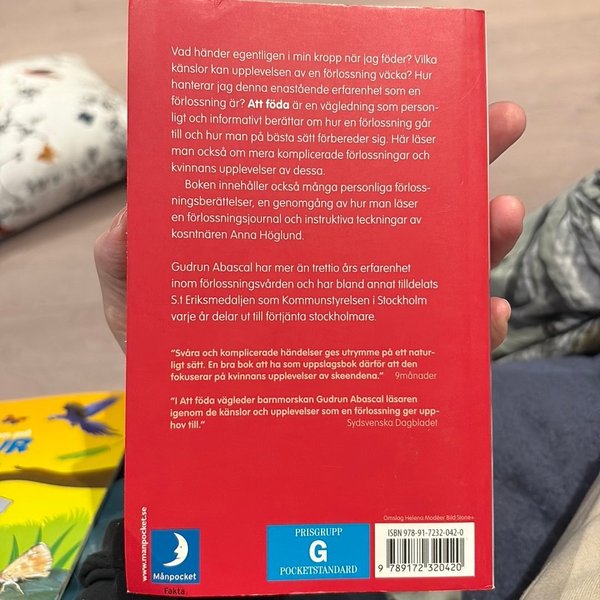 Vad händer egentligen i min kropp när jag föder? Vilka
känslor kan upplevelsen av en förlossning väcka? Hur
hanterar jag denna enastående erfarenhet som en
förlossning är? Att föda är en vägledning som person-
ligt och informativt berättar om hur en förlossning går
till och hur man på bästa sätt förbereder sig. Här läser
man också om mera komplicerade förlossningar och
kvinnans upplevelser av dessa.
Boken innehåller också många personliga förloss-
ningsberättelser, en genomgång av hur man läser
en förlossningsjournal och instruktiva teckningar av
kosntnären Anna Höglund.
Gudrun Abascal har mer än trettio års erfarenhet
inom förlossningsvården och har bland annat tilldelats
S.t Eriksmedaljen som Kommunstyrelsen i Stockholm
varje år delar ut till förtjänta stockholmare.
"Svåra och komplicerade händelser ges utrymme på ett natur-
ligt sätt. En bra bok att ha som uppslagsbok därför att den
fokuserar på kvinnans upplevelser av skeendena." 9månader
"I Att föda vägleder barnmorskan Gudrun Abascal läsaren
igenom de känslor och upplevelser som en förlossning ger upp-
hov till." Sydsvenska Dagbladet
Omslag Helena Modéer Bild Stone+
www.manpocket.se
Månpocket
Fakta
PRISGRUPP
G
POCKETSTANDARD
ISBN 978-91-7232-042-0
9 789172 320420